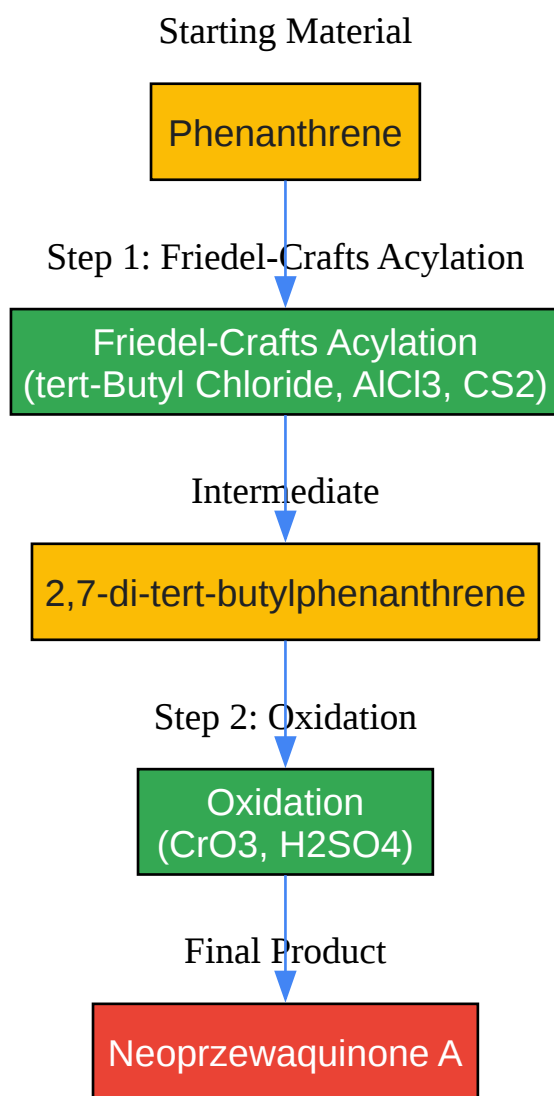 Starting Material
Phenanthrene
Step 1: Friedel-Crafts Acylation
Friedel-Crafts Acylation
(tert-Butyl Chloride, AlCl3, CS2)
Intermediate
2,7-di-tert-butylphenanthrene
Step 2: Oxidation
Oxidation
(CrO3, H2SO4)
Final Product
Neoprzewaquinone A